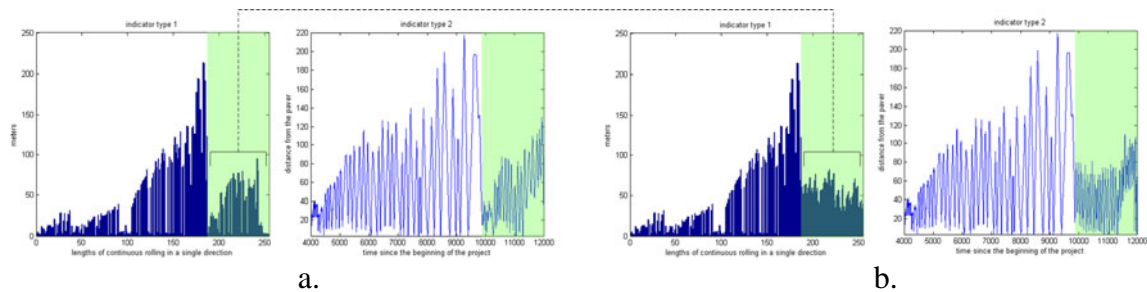 indicator type 1
indicator type 2
250
200
150
100
50
0
meters
0 50 100 150 200 250
lengths of continuous rolling in a single direction
220
200
180
160
140
120
100
80
60
40
20
distance from the paver
4000 5000 6000 7000 8000 9000 10000 11000 12000
time since the beginning of the project
a.
indicator type 1
indicator type 2
250
200
150
100
50
0
meters
0 50 100 150 200 250
lengths of continuous rolling in a single direction
220
200
180
160
140
120
100
80
60
40
20
distance from the paver
4000 5000 6000 7000 8000 9000 10000 11000 12000
time since the beginning of the project
b.